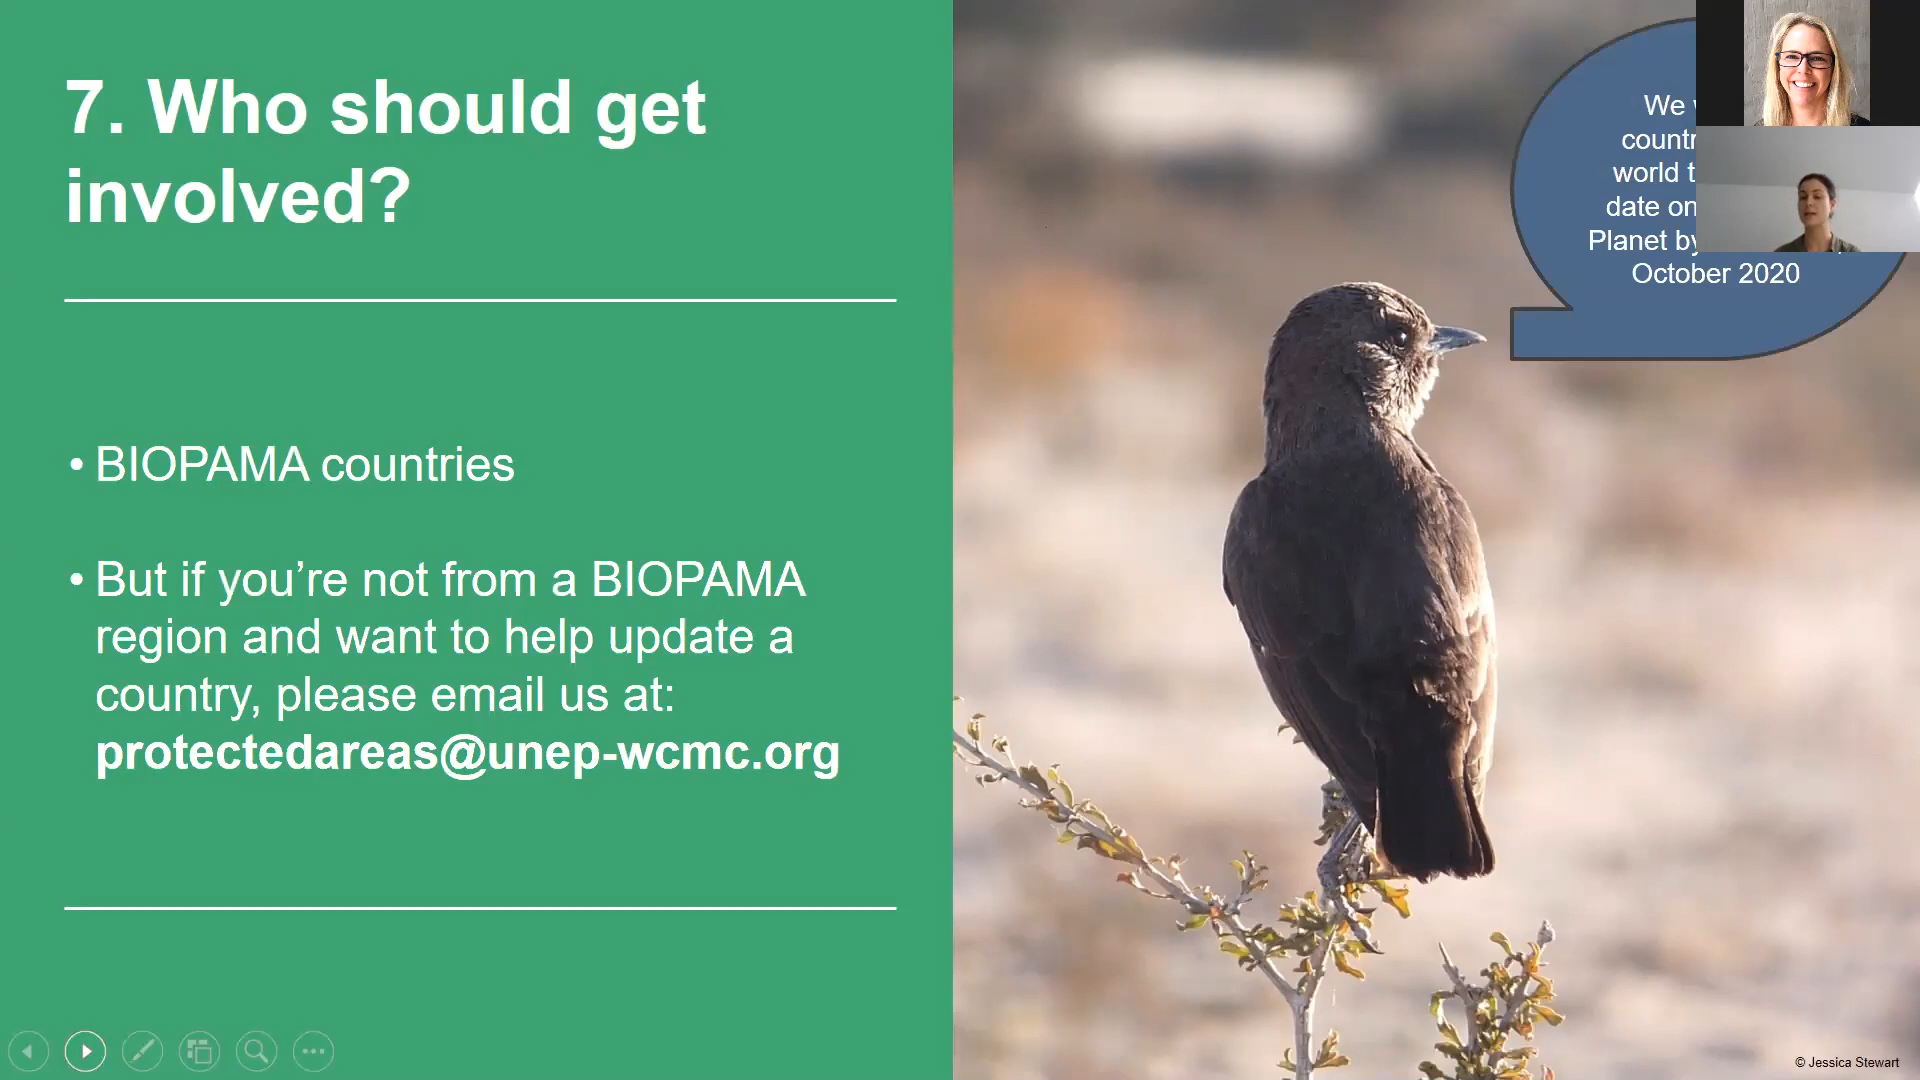 7. Who should get
involved?
• BIOPAMA countries
• But if you’re not from a BIOPAMA
region and want to help update a
country, please email us at:
protectedareas@unep-wcmc.org
We
world
date on
Planet by
October 2020
© Jessica Stewart